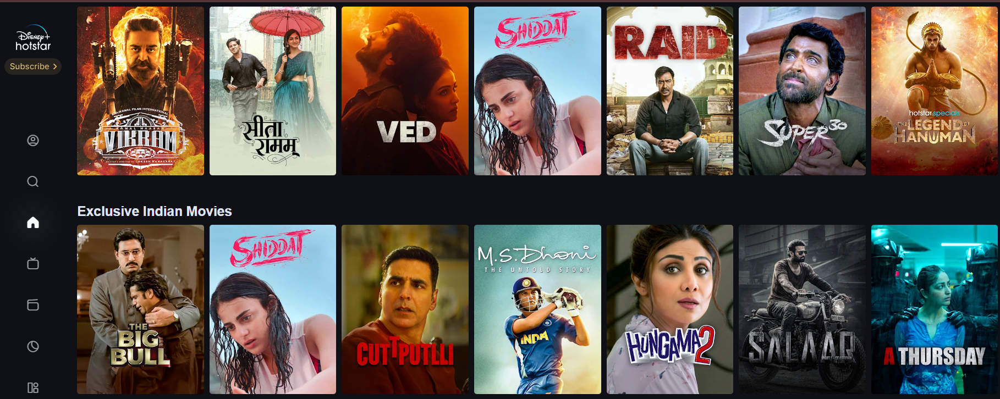 Disney+
hotstar
Subscribe >
RAJKAMAL FILMS INTERNATIONAL
KAMAL HAASAN
VIKRAM
WRITTEN & DIRECTED BY LOKESH KANAGARAJ
सीता
रामम्
VED
SHIDDAT
RAID
SUPER 30
hotstar specials
THE LEGEND OF
HANUMAN
Exclusive Indian Movies
THE
BIG
BULL
SHIDDAT
CUTTPUTLLI
M.S.Dhoni
THE UNTOLD STORY
INDIA
HUNGAMA 2
SALAAR
PART 1 - CEASEFIRE
A THURSDAY